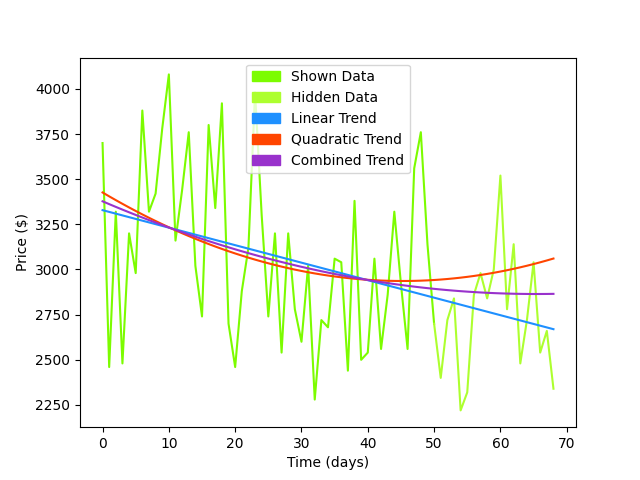 Shown Data
Hidden Data
Linear Trend
Quadratic Trend
Combined Trend
4000
3750
3500
3250
3000
2750
2500
2250
Price ($)
0 10 20 30 40 50 60 70
Time (days)